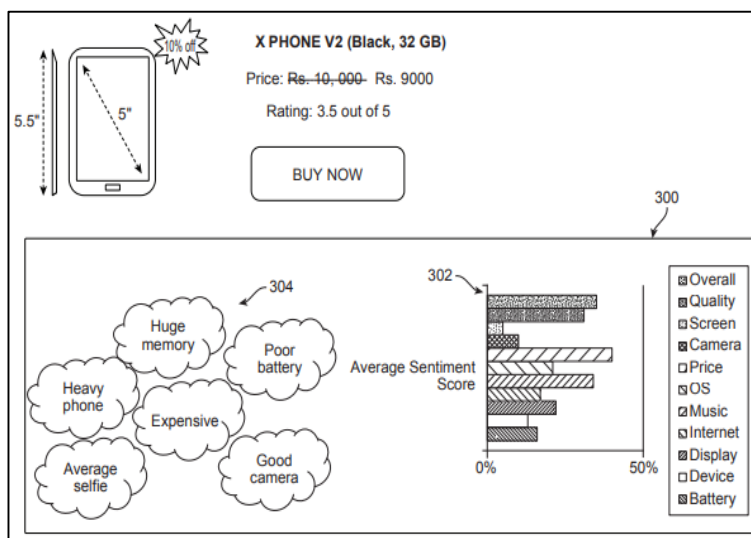 10% off
X PHONE V2 (Black, 32 GB)
Price: Rs. 10, 000 Rs. 9000
5.5"
5"
Rating: 3.5 out of 5
BUY NOW
300
304
302
Huge
memory
Poor
battery
Heavy
phone
Expensive
Average
selfie
Good
camera
Average Sentiment
Score
0%
50%
Overall
Quality
Screen
Camera
Price
OS
Music
Internet
Display
Device
Battery